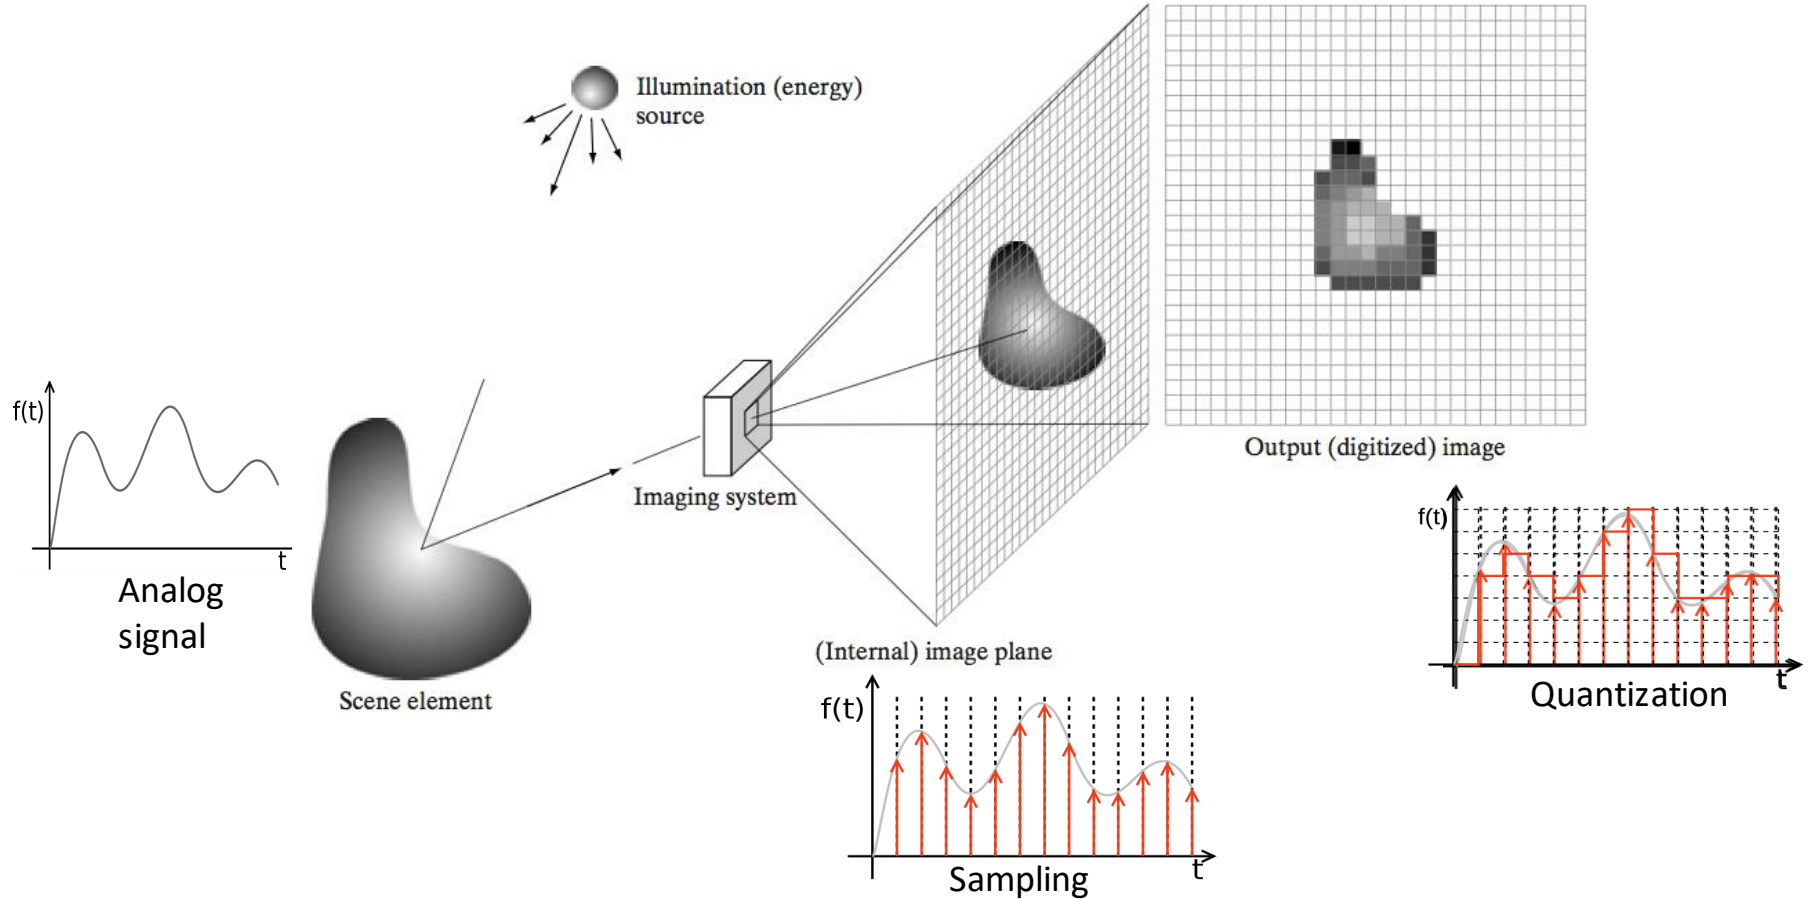 Illumination (energy)
source
f(t)
t
Analog
signal
Scene element
Imaging system
(Internal) image plane
Output (digitized) image
f(t)
t
Sampling
f(t)
t
Quantization